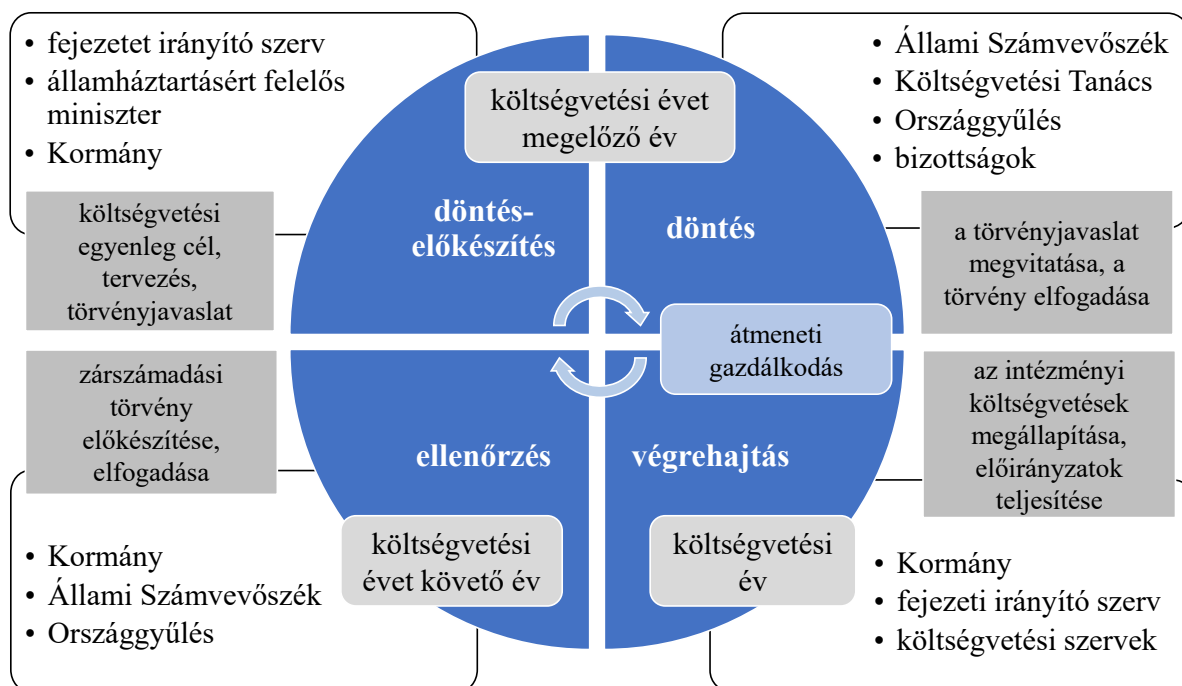 • fejezetet irányító szerv
• államháztartásért felelős
miniszter
• Kormány
költségvetési
egyenleg cél,
tervezés,
törvényjavaslat
költségvetési évet
megelőző év
döntés-
előkészítés
döntés
• Állami Számvevőszék
• Költségvetési Tanács
• Országgyűlés
• bizottságok
a törvényjavaslat
megvitatása, a
törvény elfogadása
átmeneti
gazdálkodás
zárszámadási
törvény
előkészítése,
elfogadása
ellenőrzés
végrehajtás
az intézményi
költségvetések
megállapítása,
előirányzatok
teljesítése
• Kormány
• Állami Számvevőszék
• Országgyűlés
költségvetési
évet követő év
költségvetési
év
• Kormány
• fejezeti irányító szerv
• költségvetési szervek